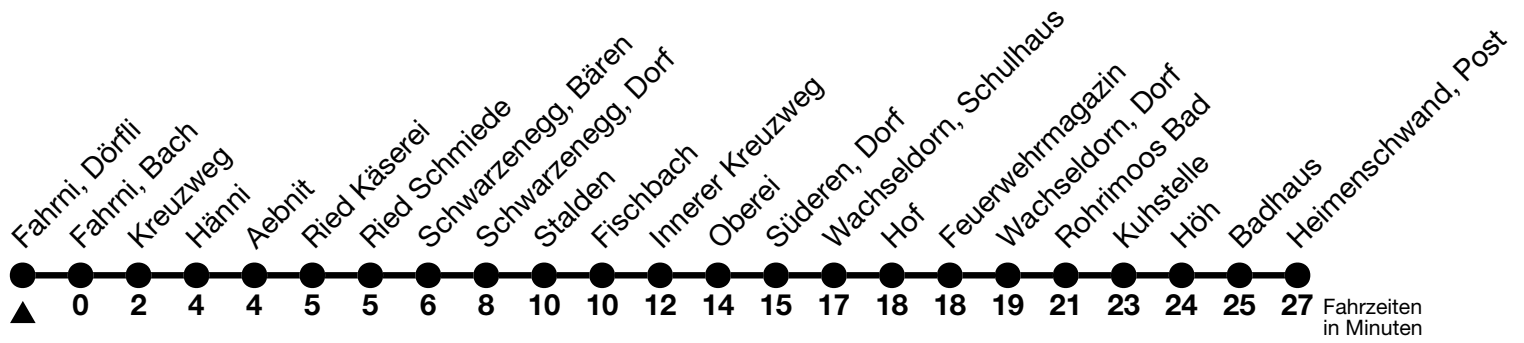 Fahrni, Dörfli
Fahrni, Bach
Kreuzweg
Hänni
Aebnit
Ried Käserei
Ried Schmiede
Schwarzenegg, Bären
Schwarzenegg, Dorf
Stalden
Fischbach
Innerer Kreuzweg
Oberei
Süderen, Dorf
Wachseldorn, Schulhaus
Hof
Feuerwehrmagazin
Wachseldorn, Dorf
Rohrimoos Bad
Kuhstelle
Höh
Badhaus
Heimenschwand, Post
0 2 4 4 5 5 6 8 10 10 12 14 15 17 18 18 19 21 23 24 25 27
Fahrzeiten
in Minuten